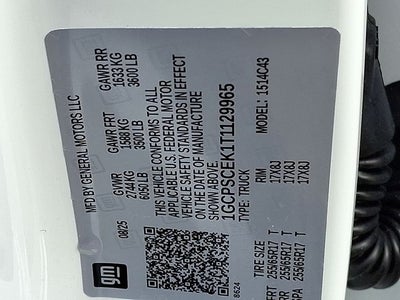 MFD BY GENERAL MOTORS LLC
08/25
GVWR
2744 KG
6050 LB
GAWR FRT
1588 KG
3500 LB
GAWR RR
1633 KG
3600 LB
THIS VEHICLE CONFORMS TO ALL
APPLICABLE U.S. FEDERAL MOTOR
VEHICLE SAFETY STANDARDS IN EFFECT
ON THE DATE OF MANUFACTURE
SHOWN ABOVE.
1GCPSCEK1T1129965
TYPE: TRUCK
1514C43
gm
8624
TIRE SIZE RIM
FRT 255/65R17 T 17X8J
RR 255/65R17 T 17X8J
SPA 255/65R17 T 17X8J